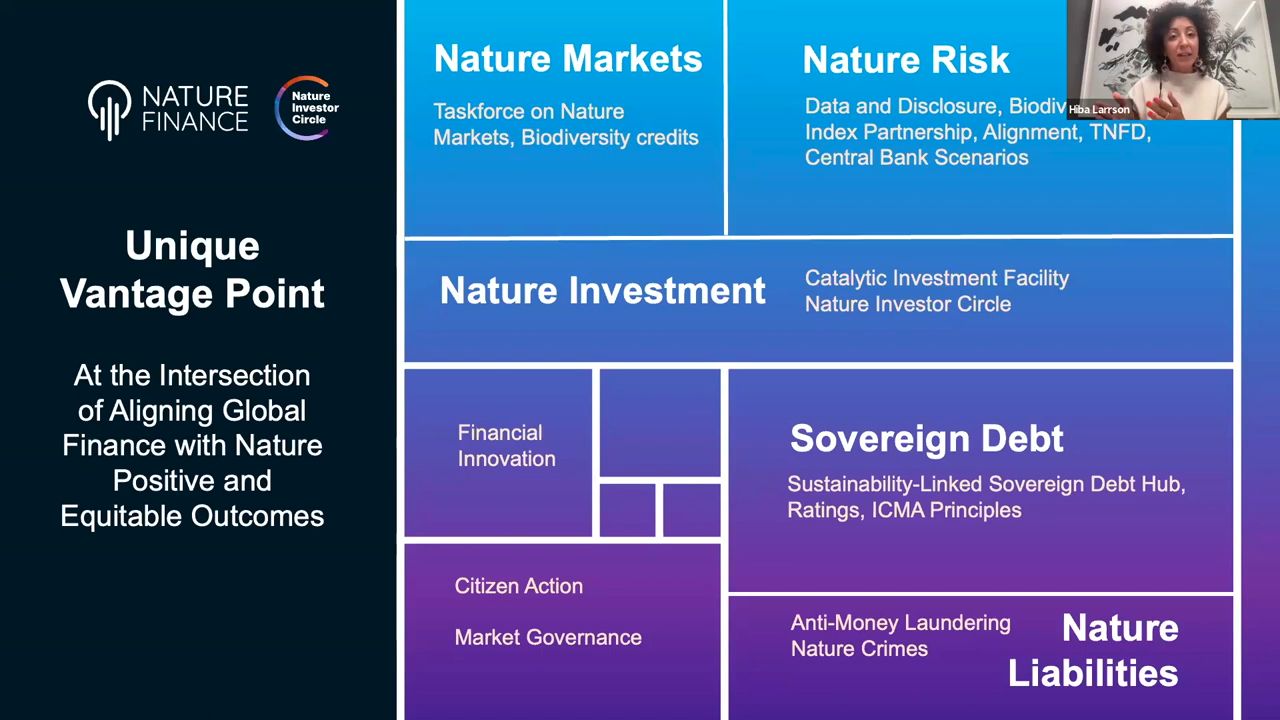 NATURE
FINANCE
Nature
Investor
Circle
Unique
Vantage Point
At the Intersection
of Aligning Global
Finance with Nature
Positive and
Equitable Outcomes
Nature Markets
Taskforce on Nature
Markets, Biodiversity credits
Nature Risk
Data and Disclosure,
Index Partnership, Alignment, TNFD,
Central Bank Scenarios
Hiba Larrson
Nature Investment
Catalytic Investment Facility
Nature Investor Circle
Financial
Innovation
Sovereign Debt
Sustainability-Linked Sovereign Debt Hub,
Ratings, ICMA Principles
Citizen Action
Market Governance
Anti-Money Laundering
Nature Crimes
Nature
Liabilities